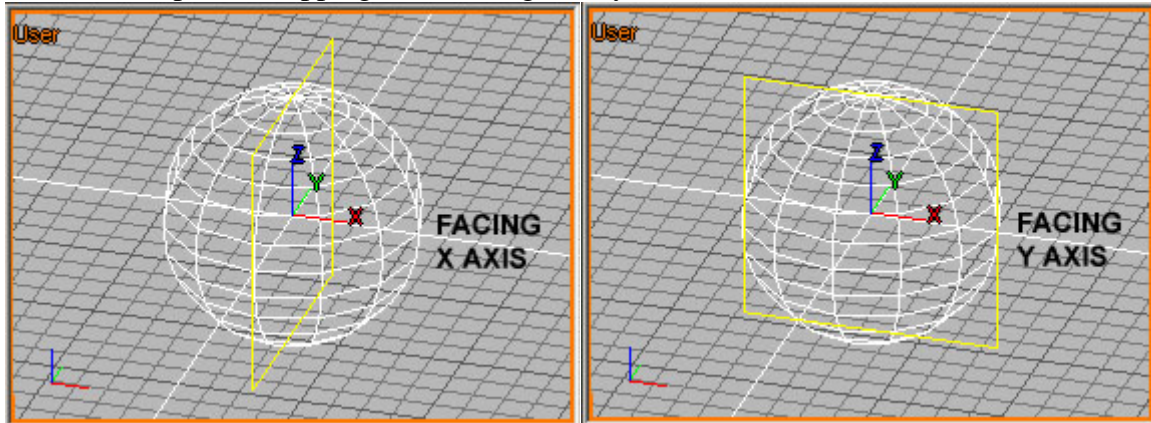 User
Z
Y
X
FACING
X AXIS
User
Z
Y
X
FACING
Y AXIS